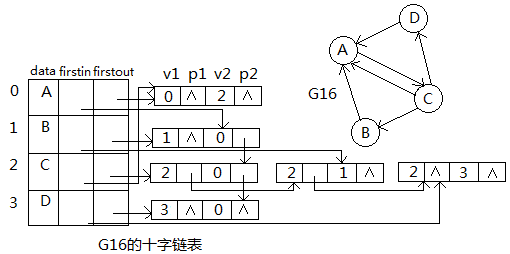 D
A
C
G16
B
data firstin firstout v1 p1 v2 p2
0 A 0 ∧ 2 ∧
1 B 1 ∧ 0
2 C 2 0 2 1 ∧ 2 ∧ 3 ∧
3 D 3 ∧ 0 ∧
G16的十字链表